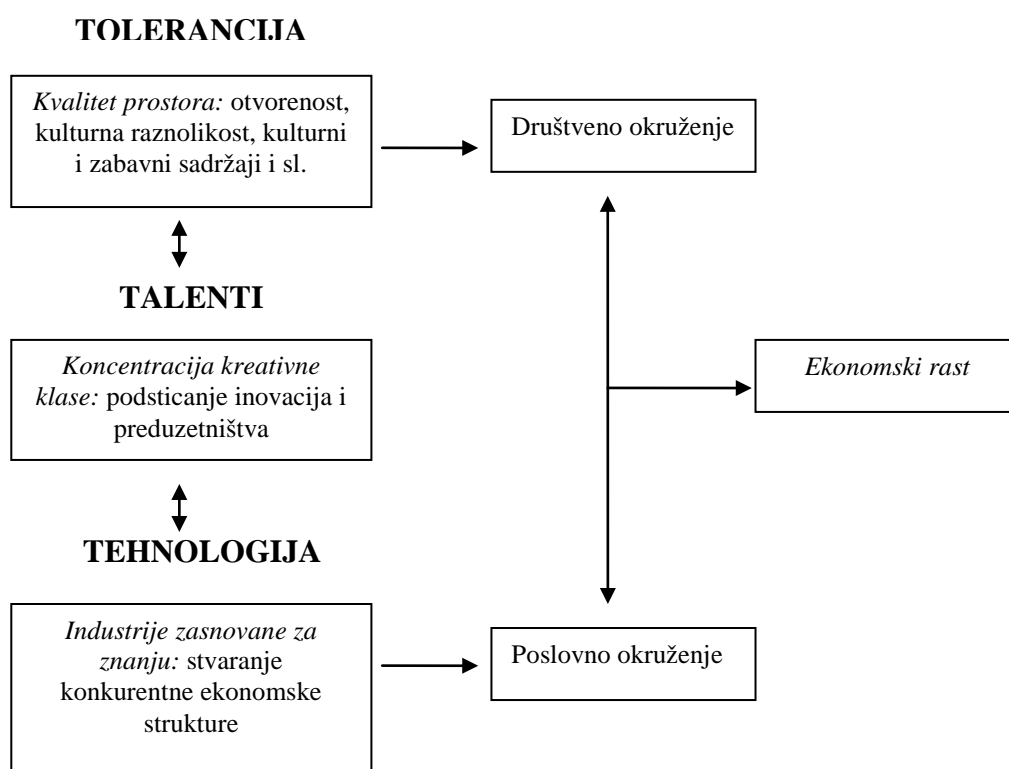 TOLERANCIJA
Kvalitet prostora: otvorenost,
kulturna raznolikost, kulturni
i zabavni sadržaji i sl.
Društveno okruženje
TALENTI
Koncentracija kreativne
klase: podsticanje inovacija i
preduzetništva
Ekonomski rast
TEHNOLOGIJA
Industrije zasnovane za
znanju: stvaranje
konkurentne ekonomske
strukture
Poslovno okruženje